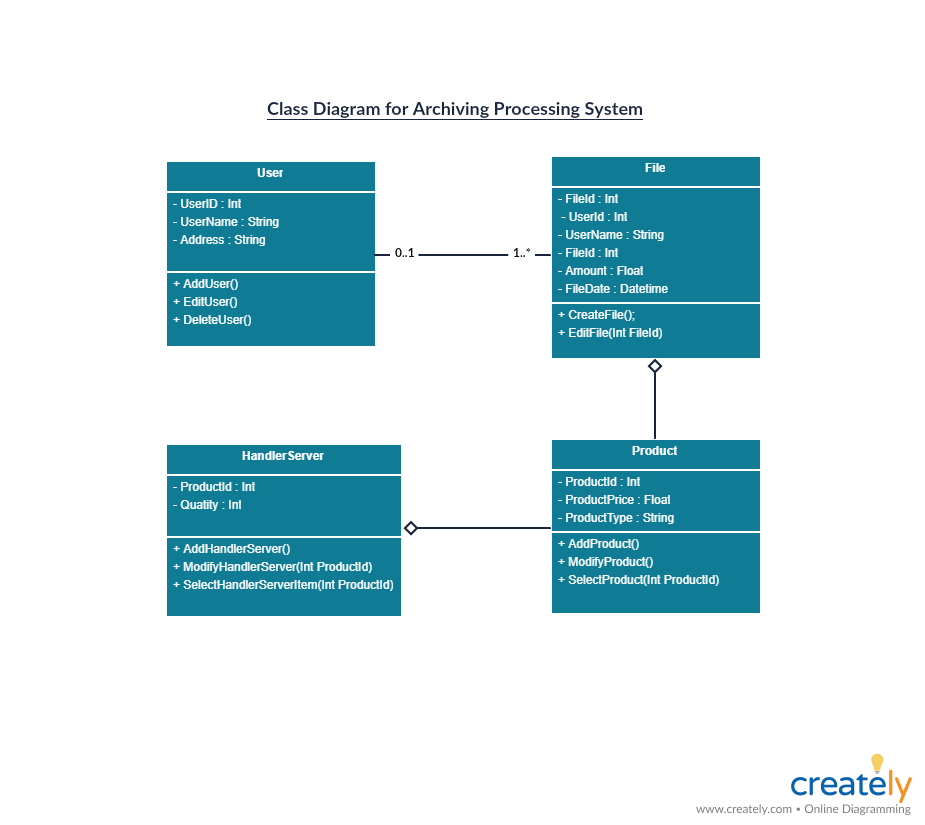 Class Diagram for Archiving Processing System
User
- UserID : Int
- UserName : String
- Address : String
+ AddUser()
+ EditUser()
+ DeleteUser()
0..1
1..*
File
- FileId : Int
- UserId : Int
- UserName : String
- FileId : Int
- Amount : Float
- FileDate : Datetime
+ CreateFile();
+ EditFile(Int FileId)
HandlerServer
- ProductId : Int
- Quatity : Int
+ AddHandlerServer()
+ ModifyHandlerServer(Int ProductId)
+ SelectHandlerServerItem(Int ProductId)
Product
- ProductId : Int
- ProductPrice : Float
- ProductType : String
+ AddProduct()
+ ModifyProduct()
+ SelectProduct(Int ProductId)
creately
www.creately.com • Online Diagramming